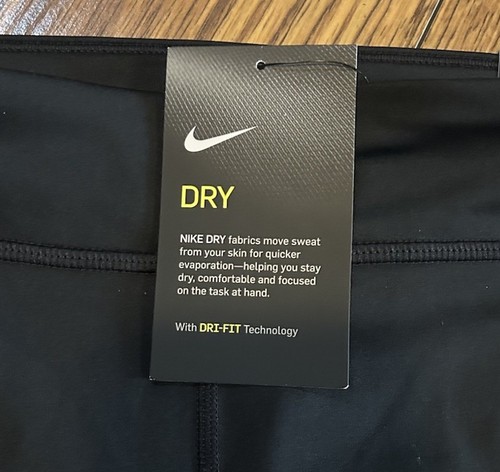 DRY
NIKE DRY fabrics move sweat
from your skin for quicker
evaporation—helping you stay
dry, comfortable and focused
on the task at hand.
With DRI-FIT Technology